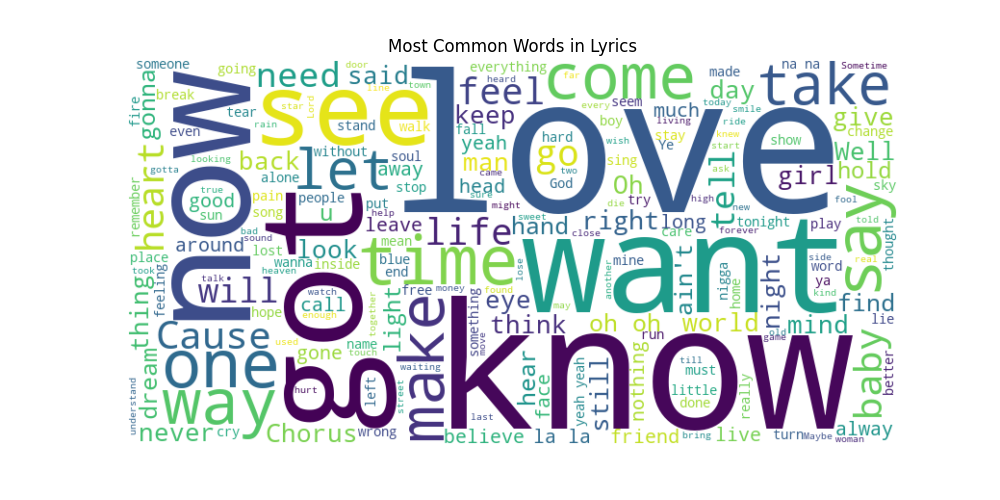 Most Common Words in Lyrics
someone
going
door
need
said
everything
heard
far
come
made
na na
Sometime
break
gonna
now
see
star
Lord
line
town
love
feel
every
seem
much
day
today
take
fire
tear
rain
stand
walk
keep
fall
hard
boy
smile
living
give
change
even
without
soul
yeah
go
wish
stay
knew
ride
show
Well
looking
back
let
away
man
came
two
sing
Ye
start
hold
gotta
alone
stop
head
God
Oh
try
die
tell
ask
girl
sky
remember
heart
true
good
sun
pain
song
people
u
put
help
sure
might
sweet
hand
right
long
care
high
new
tonight
forever
fool
play
say
told
bad
sound
got
leave
life
close
place
around
lost
look
mean
time
want
another
mine
ain't
nigga
home
night
side
word
ya
kind
real
thought
took
feeling
talk
heaven
wanna
inside
blue
end
lose
thing
will
hope
watch
call
enough
light
free
money
found
eye
may
find
Cause
used
name
together
touch
make
something
move
think
know
oh oh
run
world
old
game
mind
lie
one
gone
waiting
hear
face
still
nothing
till
must
little
done
really
baby
better
dream
way
hurt
left
street
yeah yeah
understand
never
cry
Chorus
wrong
believe
last
la la
friend
bring
live
turn
Maybe
woman
alway